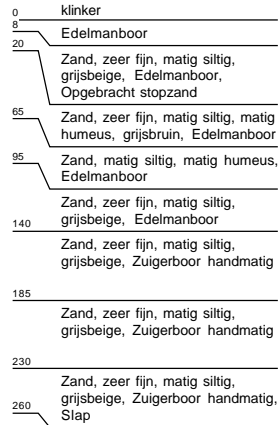 0 klinker
8 Edelmanboor
20
Zand, zeer fijn, matig siltig,
grijsbeige, Edelmanboor,
Opgebracht stopzand
65 Zand, zeer fijn, matig siltig, matig
humeus, grijsbruin, Edelmanboor
95 Zand, matig siltig, matig humeus,
Edelmanboor
Zand, zeer fijn, matig siltig,
grijsbeige, Edelmanboor
140
Zand, zeer fijn, matig siltig,
grijsbeige, Zuigerboor handmatig
185
Zand, zeer fijn, matig siltig,
grijsbeige, Zuigerboor handmatig
230
Zand, zeer fijn, matig siltig,
grijsbeige, Zuigerboor handmatig,
260 Slap